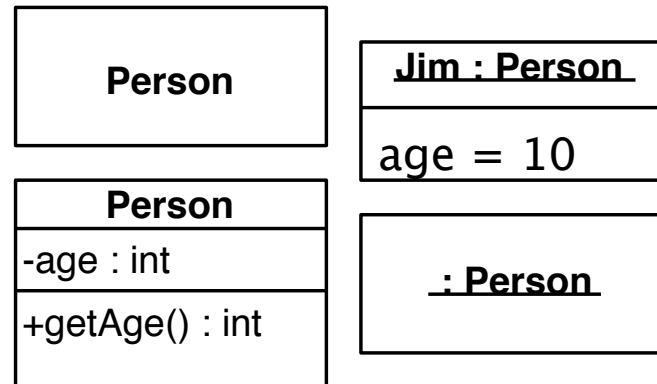 Person
Jim : Person
age = 10
Person
-age : int
+getAge() : int
: Person